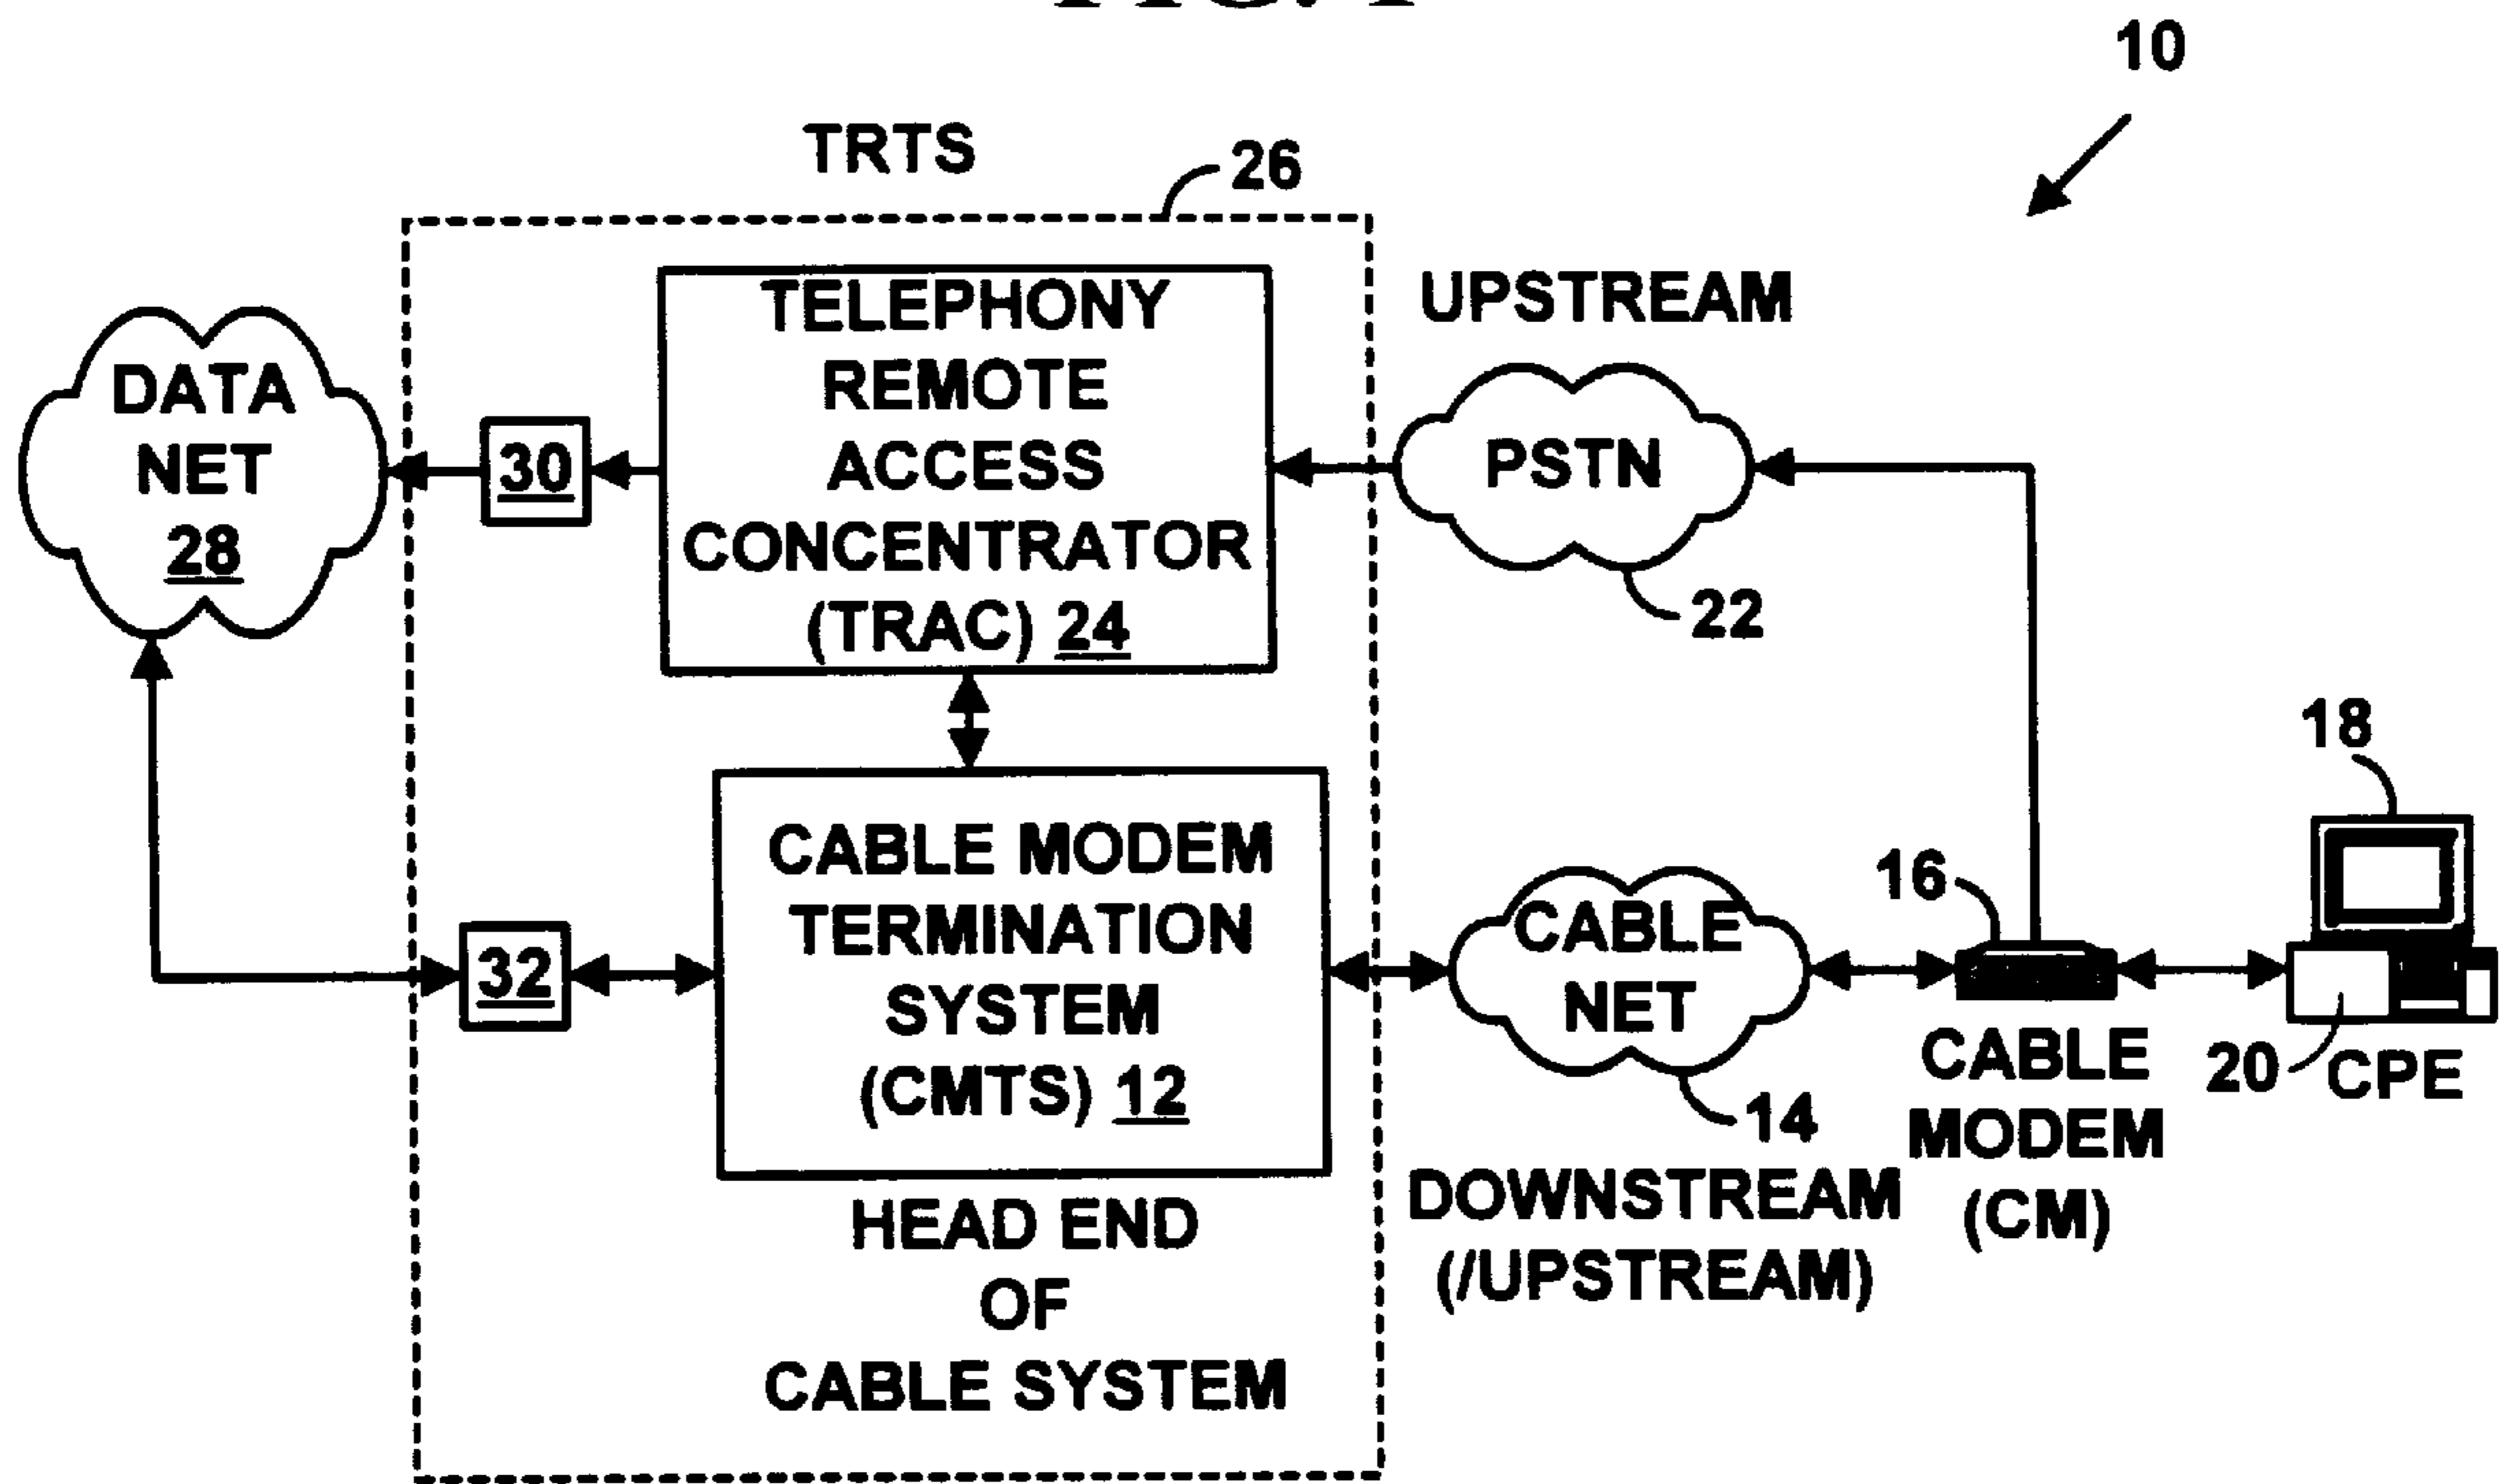 10
TRTS
26
TELEPHONY
REMOTE
ACCESS
CONCENTRATOR
(TRAC) 24
UPSTREAM
DATA
NET
28
30
PSTN
22
18
CABLE MODEM
TERMINATION
SYSTEM
(CMTS) 12
32
CABLE
NET
16
14
CABLE
MODEM
(CM)
20
CPE
DOWNSTREAM
(/UPSTREAM)
HEAD END
OF
CABLE SYSTEM